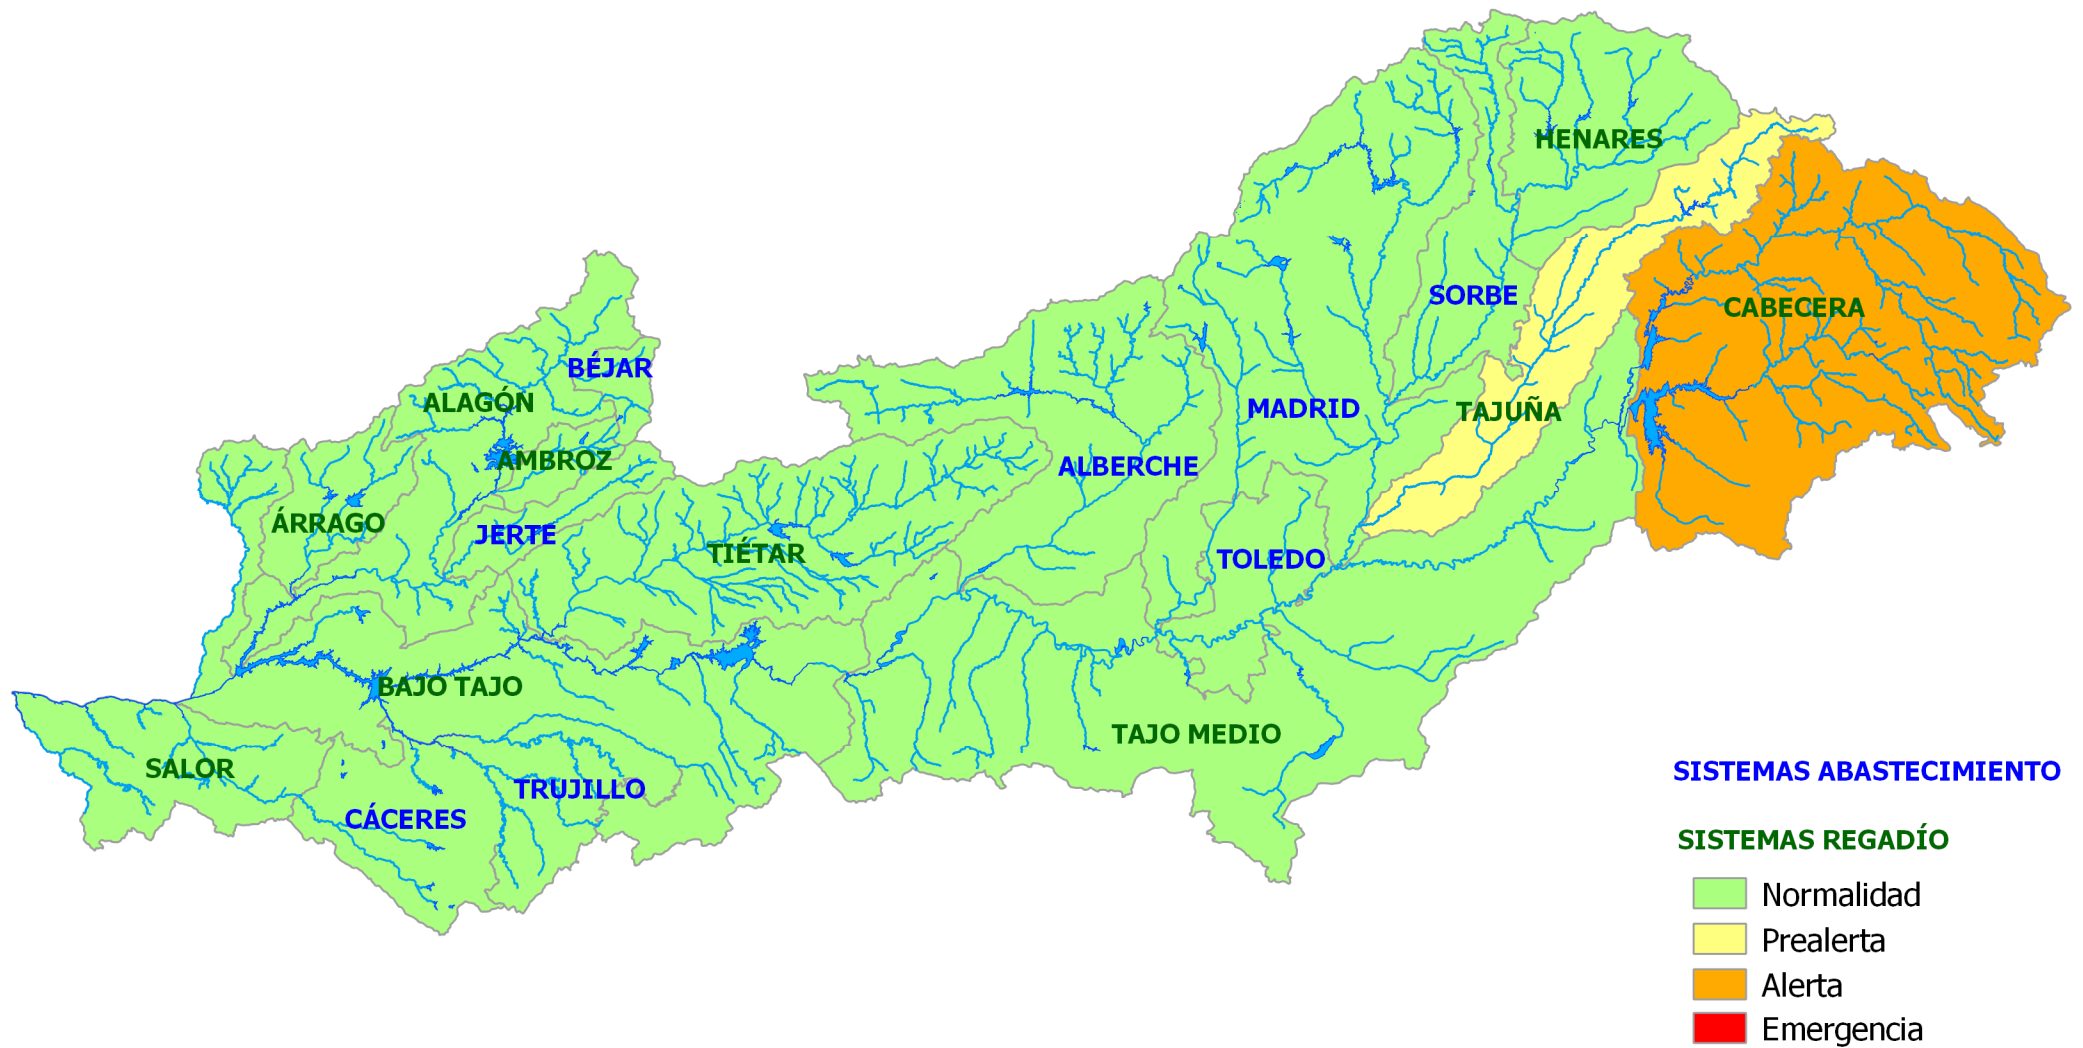 HENARES
SORBE
CABECERA
BÉJAR
ALAGÓN
MADRID
TAJUÑA
AMBROZ
ALBERCHE
ÁRRAGO
JERTE
TIÉTAR
TOLEDO
BAJO TAJO
TAJO MEDIO
SALOR
TRUJILLO
CÁCERES
SISTEMAS ABASTECIMIENTO
SISTEMAS REGADÍO
Normalidad
Prealerta
Alerta
Emergencia